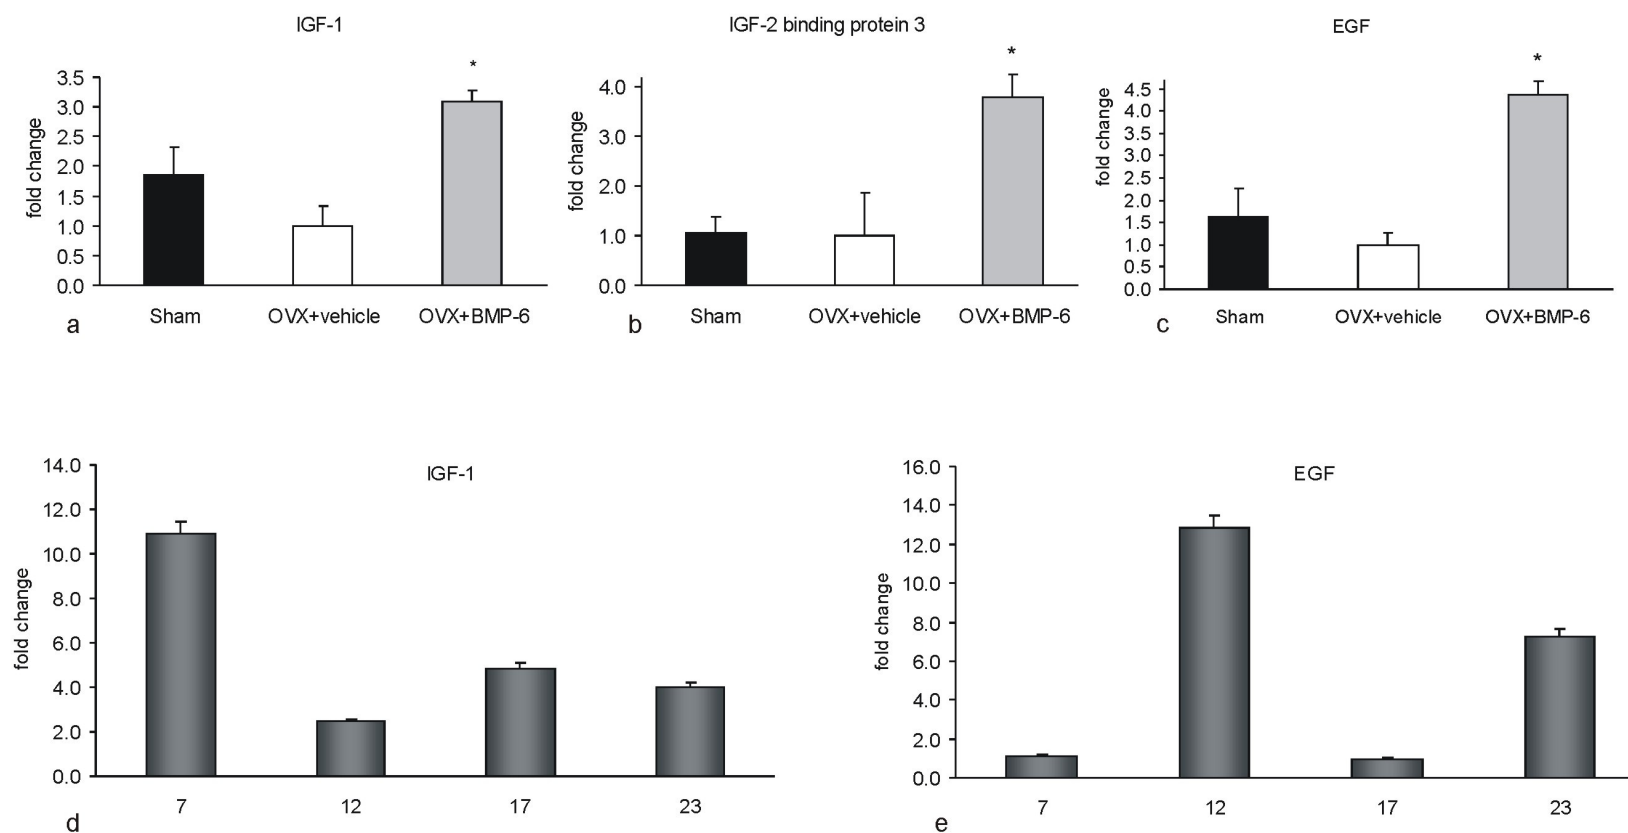 IGF-1
fold change
3.5
3.0
2.5
2.0
1.5
1.0
0.5
0.0
*
Sham OVX+vehicle OVX+BMP-6
a
IGF-2 binding protein 3
fold change
4.0
3.0
2.0
1.0
0.0
*
Sham OVX+vehicle OVX+BMP-6
b
EGF
fold change
4.5
4.0
3.5
3.0
2.5
2.0
1.5
1.0
0.5
0.0
*
Sham OVX+vehicle OVX+BMP-6
c
IGF-1
fold change
14.0
12.0
10.0
8.0
6.0
4.0
2.0
0.0
7 12 17 23
d
EGF
fold change
16.0
14.0
12.0
10.0
8.0
6.0
4.0
2.0
0.0
7 12 17 23
e